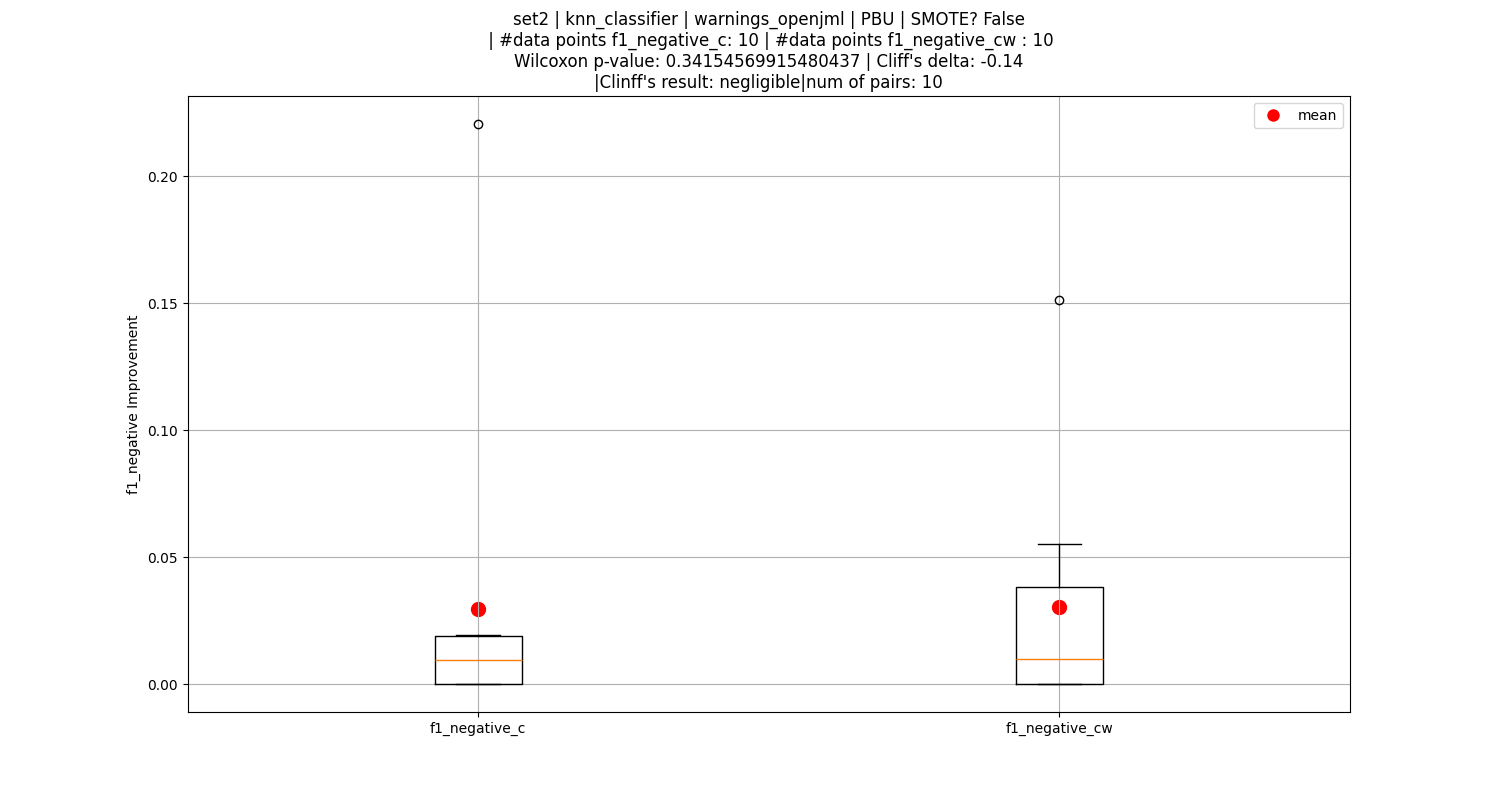 set2 | knn_classifier | warnings_openjml | PBU | SMOTE? False
| #data points f1_negative_c: 10 | #data points f1_negative_cw : 10
Wilcoxon p-value: 0.34154569915480437 | Cliff's delta: -0.14
|Clinff's result: negligible|num of pairs: 10
mean
0.20
0.15
0.10
0.05
0.00
f1_negative Improvement
f1_negative_c
f1_negative_cw